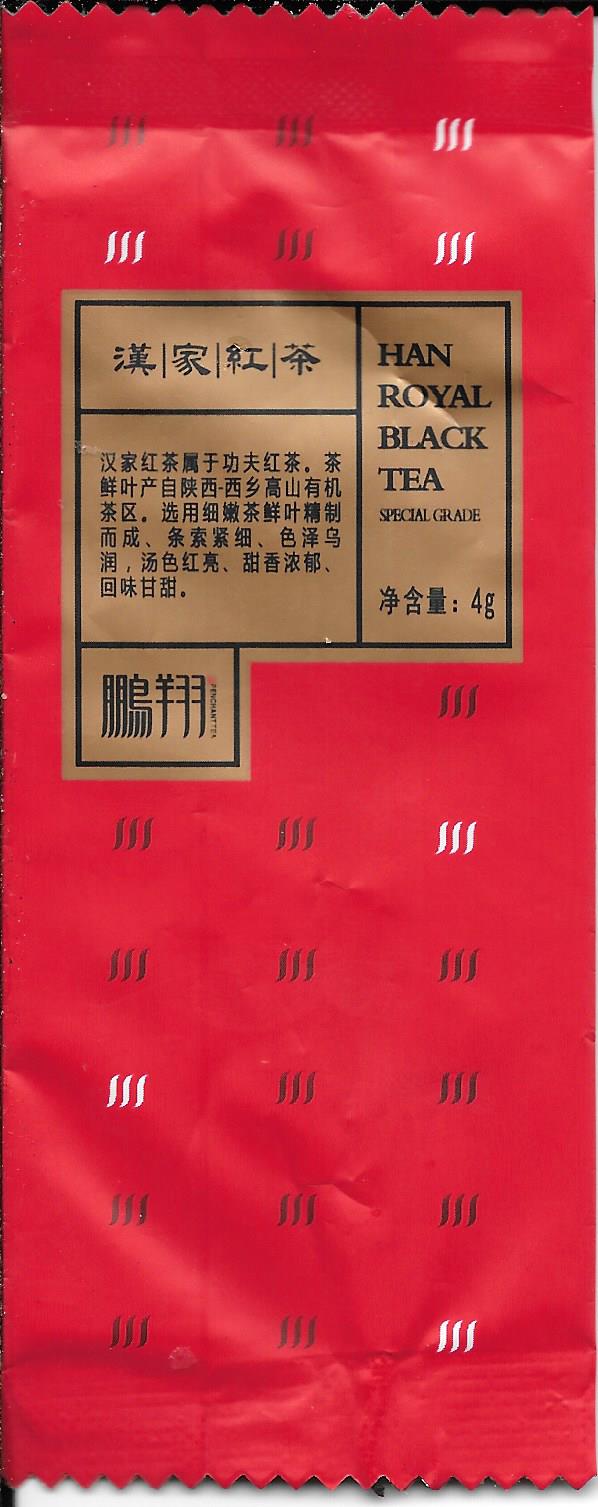 漢|家|紅|茶
HAN
ROYAL
BLACK
TEA
SPECIAL GRADE
汉家红茶属于功夫红茶。茶
鲜叶产自陕西-西乡高山有机
茶区。选用细嫩茶鲜叶精制
而成、条索紧细、色泽乌
润，汤色红亮、甜香浓郁、
回味甘甜。
净含量：4g
鵬翔
PENCHANT TEA